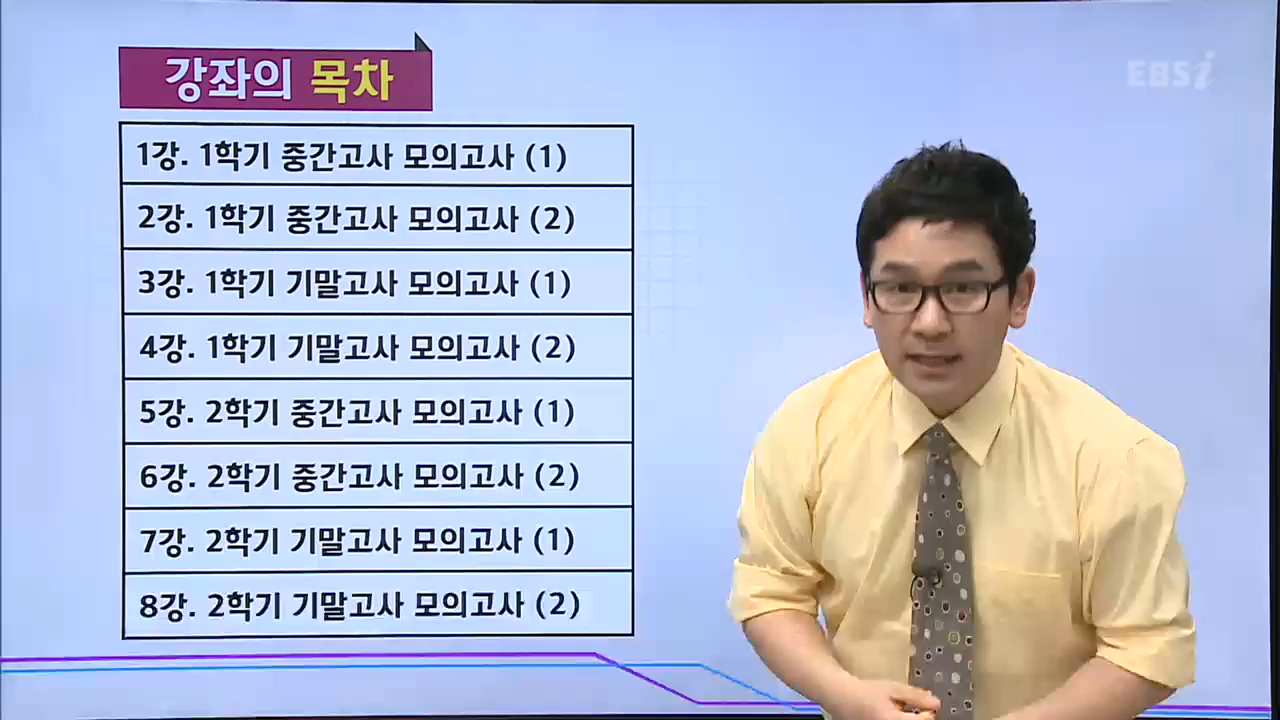 강좌의 목차
EBSi
1강. 1학기 중간고사 모의고사 (1)
2강. 1학기 중간고사 모의고사 (2)
3강. 1학기 기말고사 모의고사 (1)
4강. 1학기 기말고사 모의고사 (2)
5강. 2학기 중간고사 모의고사 (1)
6강. 2학기 중간고사 모의고사 (2)
7강. 2학기 기말고사 모의고사 (1)
8강. 2학기 기말고사 모의고사 (2)